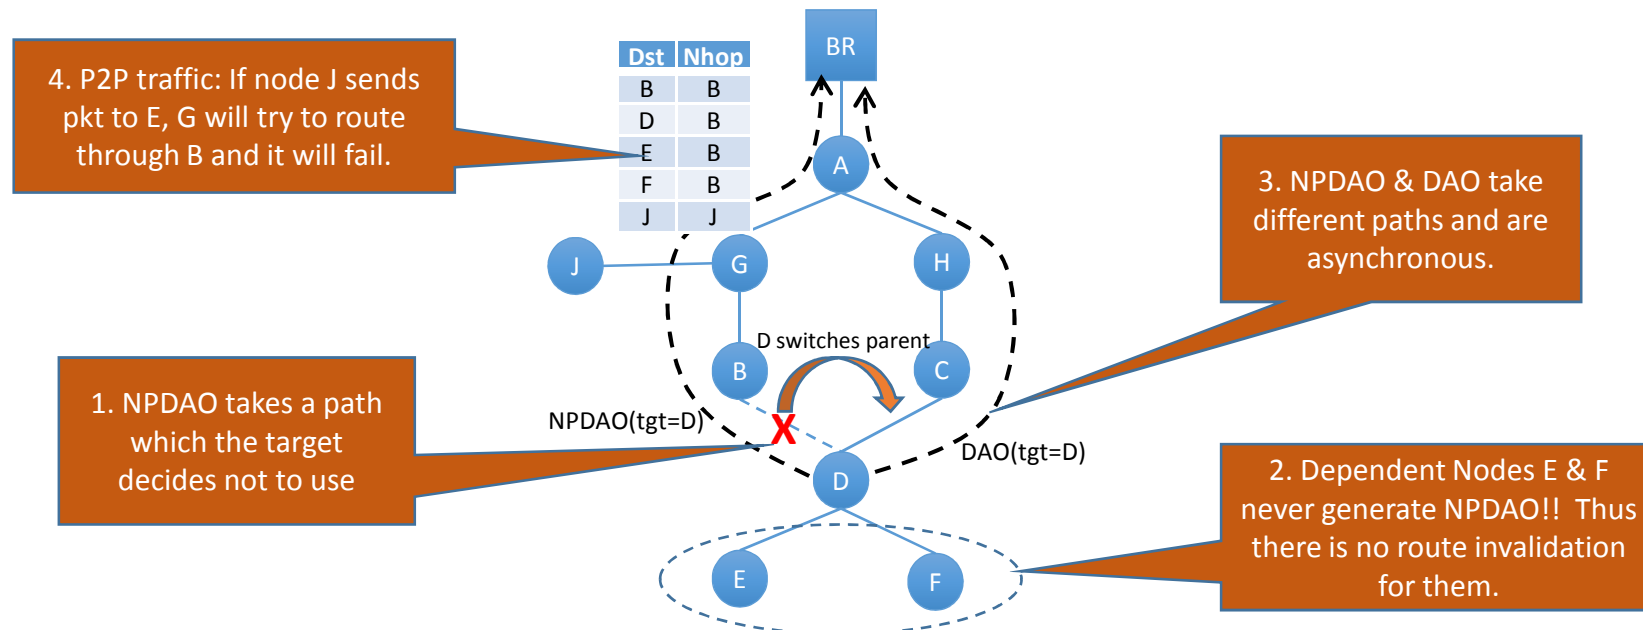 BR
4. P2P traffic: If node J sends
pkt to E, G will try to route
through B and it will fail.
Dst Nhop
B B
D B
E B
F B
J J
A
3. NPDAO & DAO take
different paths and are
asynchronous.
J
G
H
D switches parent
B
C
1. NPDAO takes a path
which the target
decides not to use
NPDAO(tgt=D)
X
DAO(tgt=D)
D
2. Dependent Nodes E & F
never generate NPDAO!! Thus
there is no route invalidation
for them.
E
F